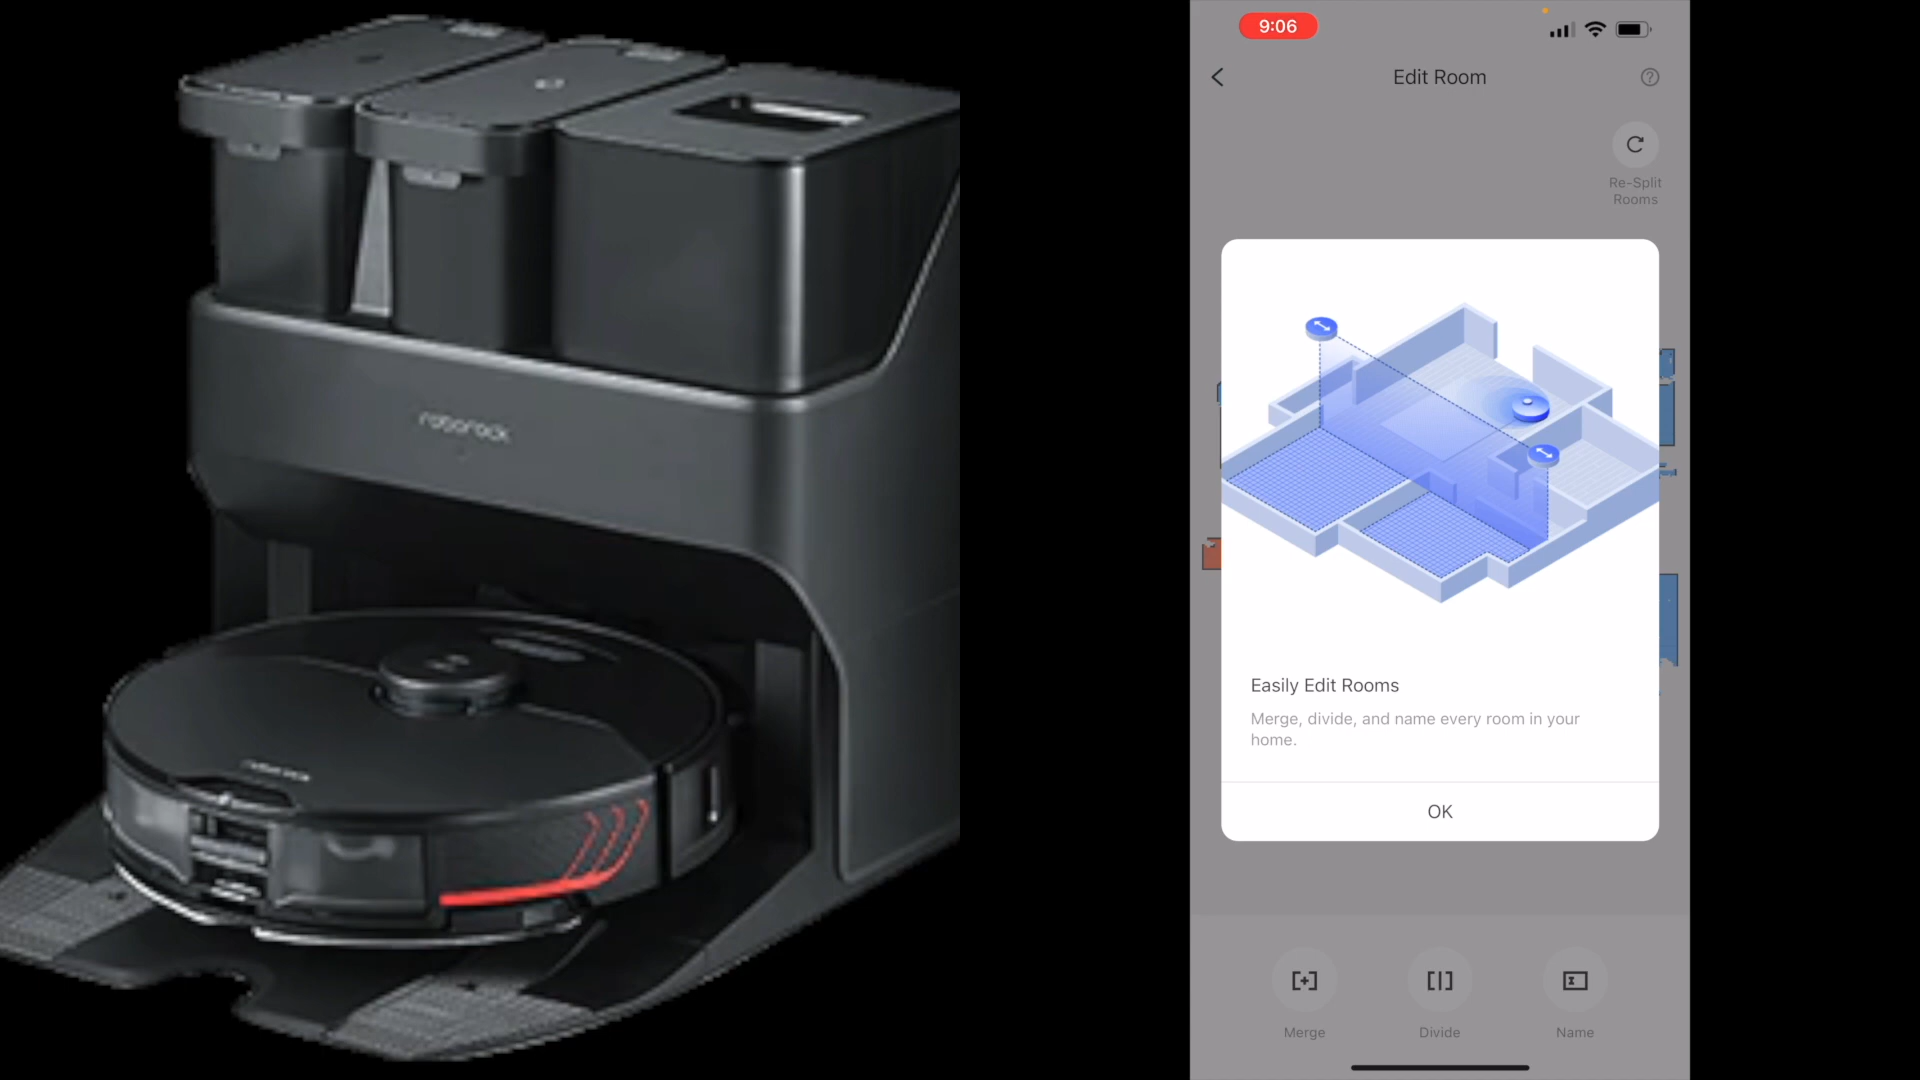 roborock
roborock
9:06
Edit Room
Re-Split
Rooms
Easily Edit Rooms
Merge, divide, and name every room in your
home.
OK
Merge
Divide
Name